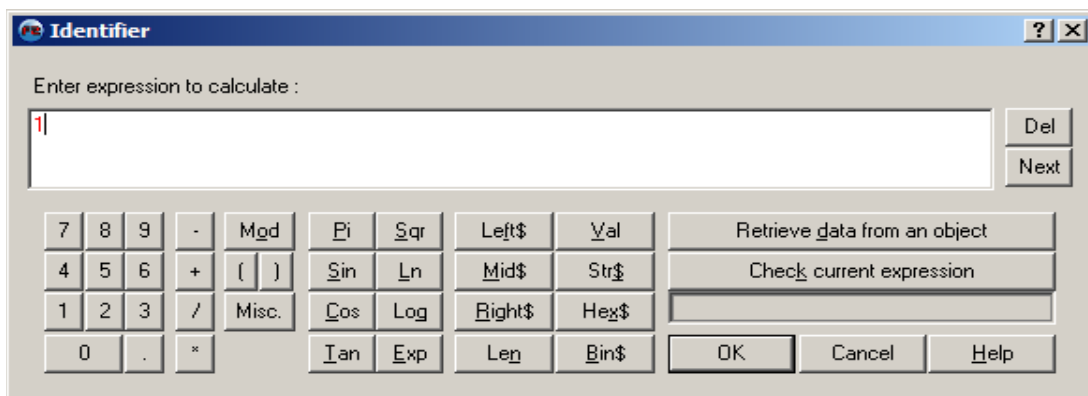 Identifier
Enter expression to calculate :
1
Del
Next
7 8 9 - Mod Pi Sqr Left$ Val Retrieve data from an object
4 5 6 + ( ) Sin Ln Mid$ Str$ Check current expression
1 2 3 / Misc. Cos Log Right$ Hex$
0 . * Tan Exp Len Bin$ OK Cancel Help